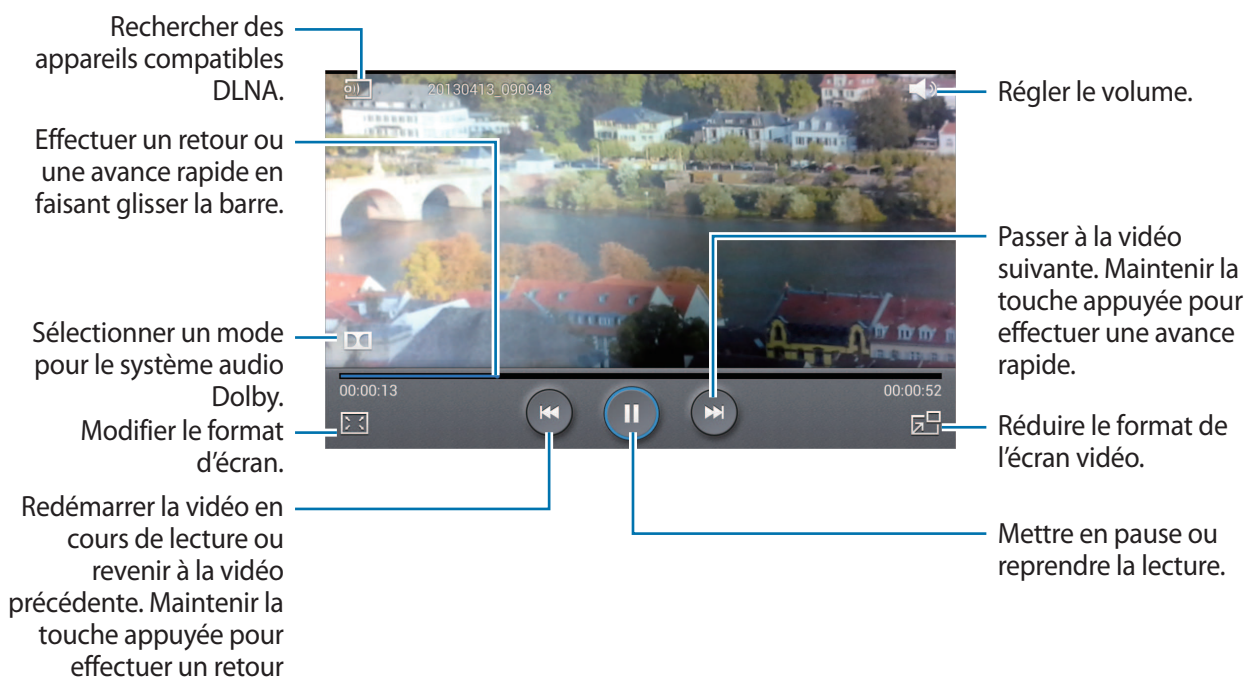 Rechercher des
appareils compatibles
DLNA.
Effectuer un retour ou
une avance rapide en
faisant glisser la barre.
Sélectionner un mode
pour le système audio
Dolby.
Modifier le format
d'écran.
Redémarrer la vidéo en
cours de lecture ou
revenir à la vidéo
précédente. Maintenir la
touche appuyée pour
effectuer un retour
20130413_090948
00:00:13
00:00:52
Régler le volume.
Passer à la vidéo
suivante. Maintenir la
touche appuyée pour
effectuer une avance
rapide.
Réduire le format de
l'écran vidéo.
Mettre en pause ou
reprendre la lecture.